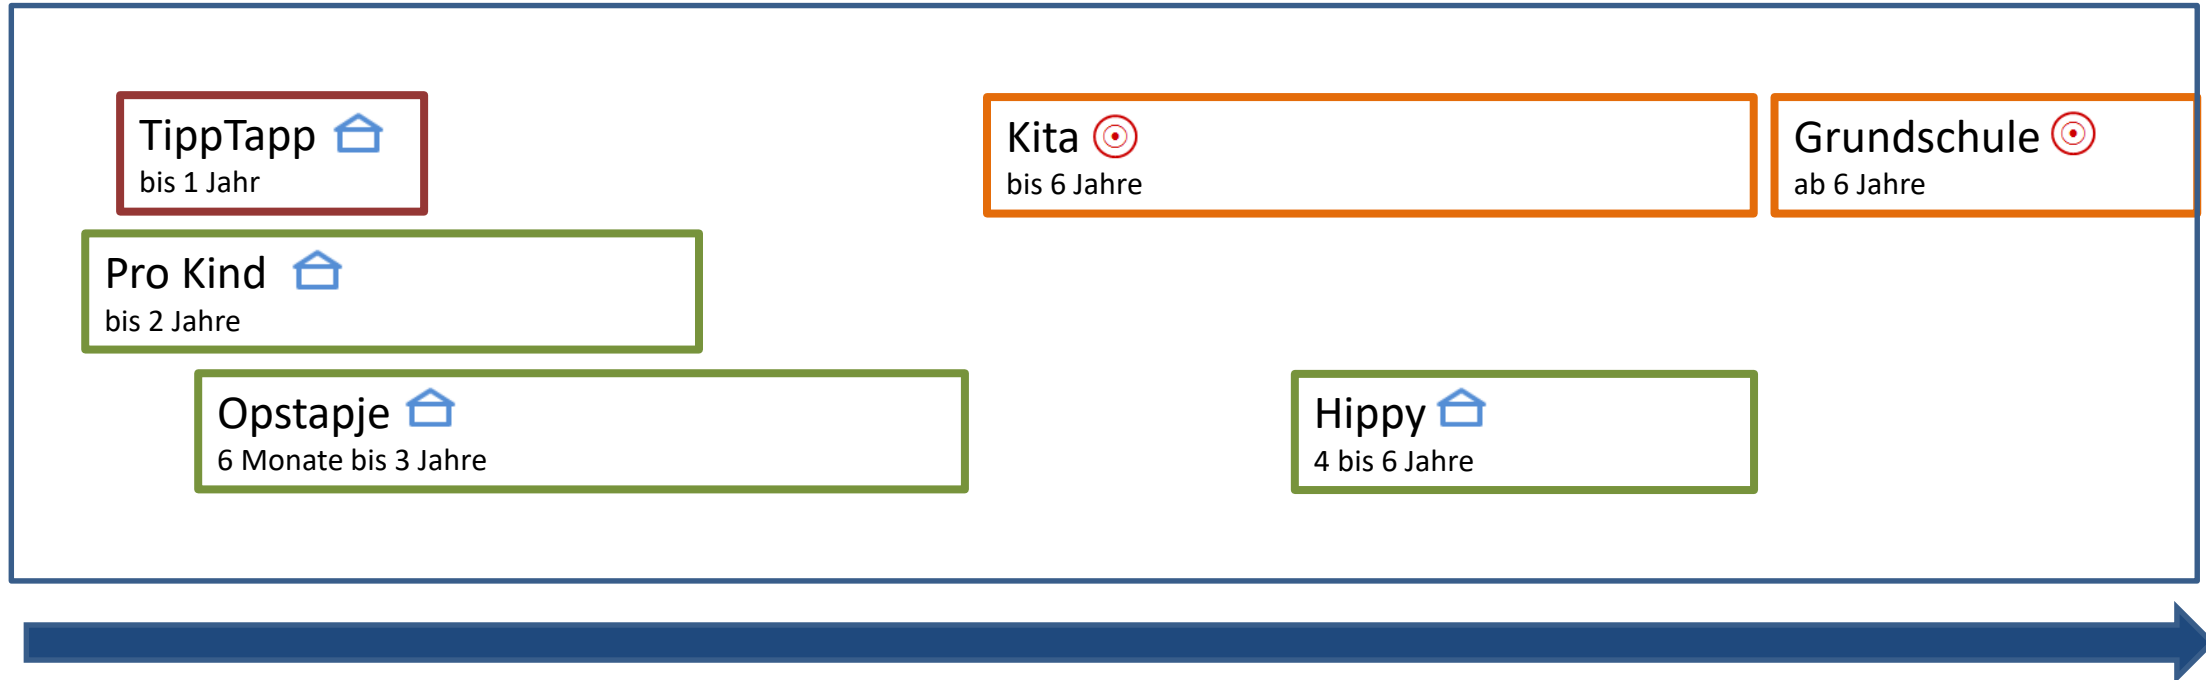 TippTapp
bis 1 Jahr
Kita
bis 6 Jahre
Grundschule
ab 6 Jahre
Pro Kind
bis 2 Jahre
Opstapje
6 Monate bis 3 Jahre
Hippy
4 bis 6 Jahre